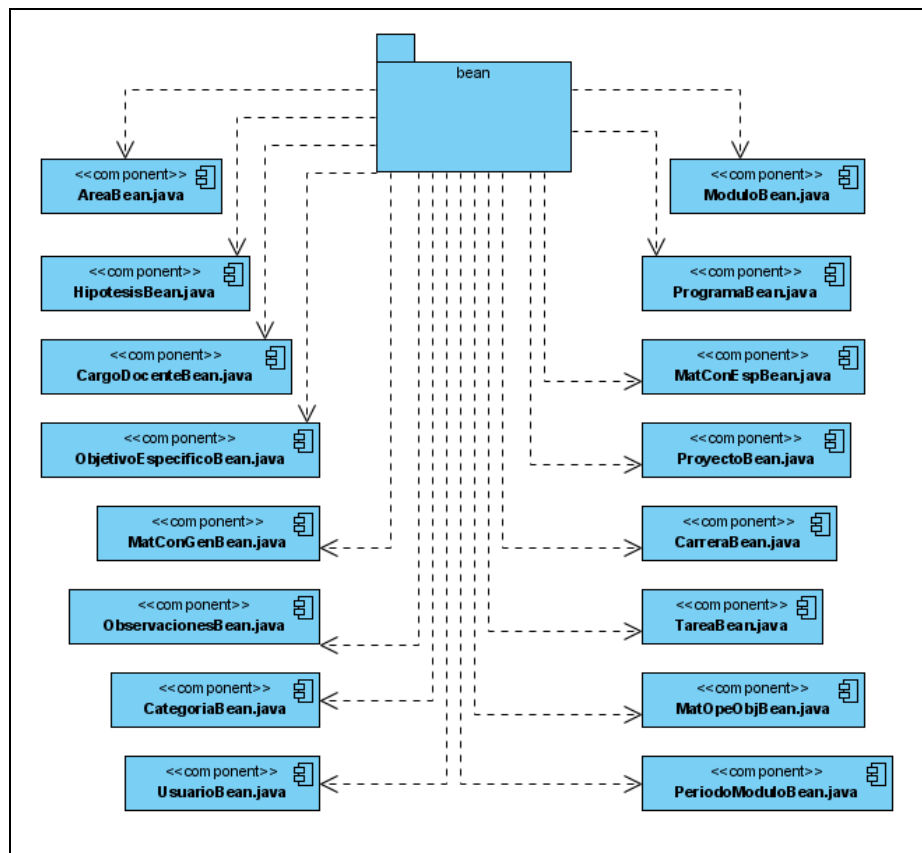 bean
<<component>>
AreaBean.java
<<component>>
ModuloBean.java
<<component>>
HipotesisBean.java
<<component>>
ProgramaBean.java
<<component>>
CargoDocenteBean.java
<<component>>
MatConEspBean.java
<<component>>
ObjetivoEspecificoBean.java
<<component>>
ProyectoBean.java
<<component>>
MatConGenBean.java
<<component>>
CarreraBean.java
<<component>>
ObservacionesBean.java
<<component>>
TareaBean.java
<<component>>
CategoriaBean.java
<<component>>
MatOpeObjBean.java
<<component>>
UsuarioBean.java
<<component>>
PeriodoModuloBean.java